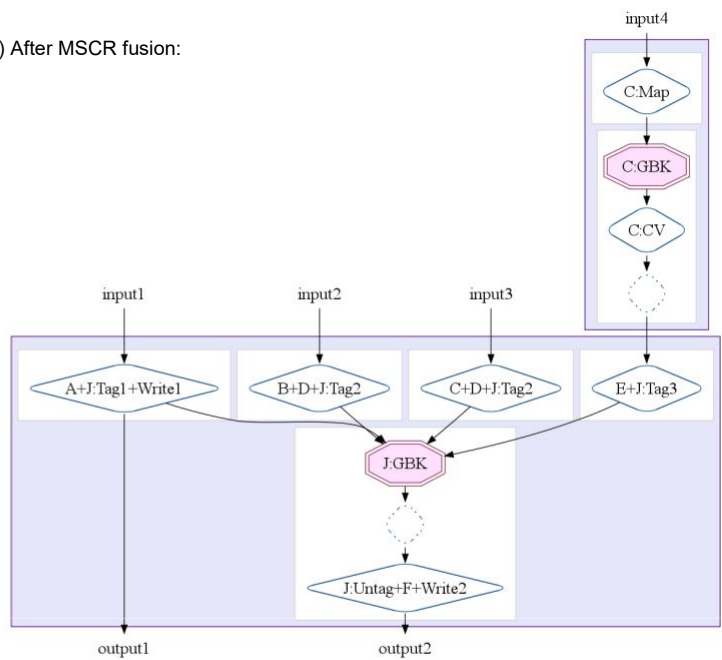 input4
) After MSCR fusion:
C:Map
C:GBK
C:CV
input1
input2
input3
A+J:Tag1+Write1
B+D+J:Tag2
C+D+J:Tag2
E+J:Tag3
J:GBK
J:Untag+F+Write2
output1
output2